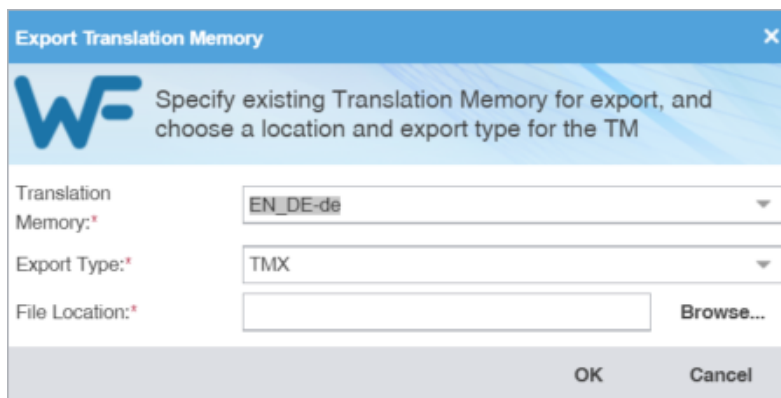 Export Translation Memory
WF
Specify existing Translation Memory for export, and
choose a location and export type for the TM
Translation
Memory:*
EN_DE-de
Export Type:*
TMX
File Location:*
Browse...
OK
Cancel